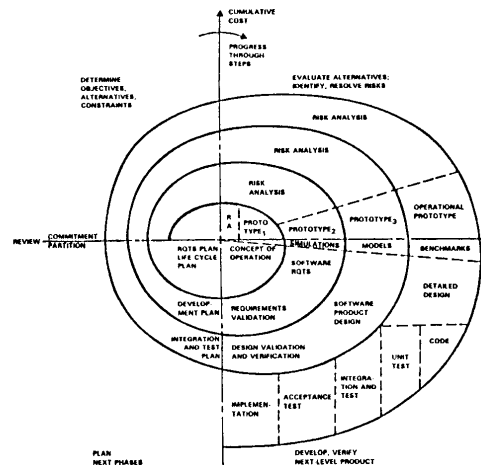 CUMULATIVE
COST
PROGRESS
THROUGH
STEPS
DETERMINE
OBJECTIVES,
ALTERNATIVES,
CONSTRAINTS
EVALUATE ALTERNATIVES;
IDENTIFY, RESOLVE RISKS
RISK ANALYSIS
RISK ANALYSIS
RISK
ANALYSIS
R
A
PROTO
TYPE1
PROTOTYPE2
PROTOTYPE3
OPERATIONAL
PROTOTYPE
REVIEW
COMMITMENT
PARTITION
SIMULATIONS
MODELS
BENCHMARKS
RQTS PLAN
LIFE CYCLE
PLAN
CONCEPT OF
OPERATION
SOFTWARE
RQTS
DETAILED
DESIGN
DEVELOP-
MENT PLAN
REQUIREMENTS
VALIDATION
SOFTWARE
PRODUCT
DESIGN
INTEGRATION
AND TEST
PLAN
DESIGN VALIDATION
AND VERIFICATION
CODE
UNIT
TEST
INTEGRA-
TION AND
TEST
ACCEPTANCE
TEST
IMPLEMEN-
TATION
PLAN
NEXT PHASES
DEVELOP, VERIFY
NEXT-LEVEL PRODUCT